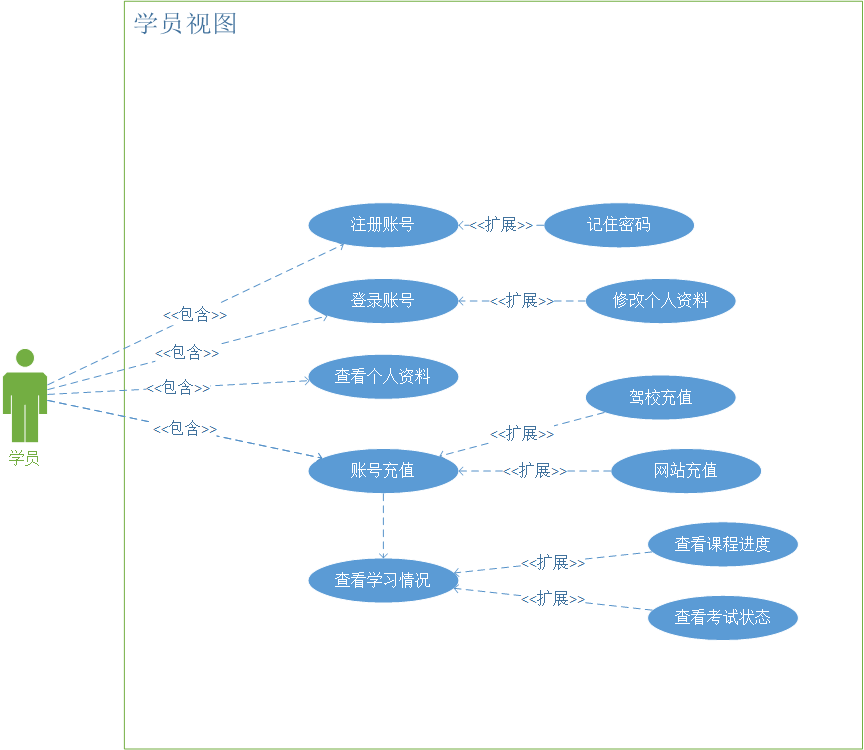 学员视图
注册账号
<<扩展>>
记住密码
登录账号
<<扩展>>
修改个人资料
<<包含>>
<<包含>>
查看个人资料
<<包含>>
驾校充值
<<包含>>
<<扩展>>
学员
账号充值
<<扩展>>
网站充值
查看课程进度
<<扩展>>
查看学习情况
<<扩展>>
查看考试状态